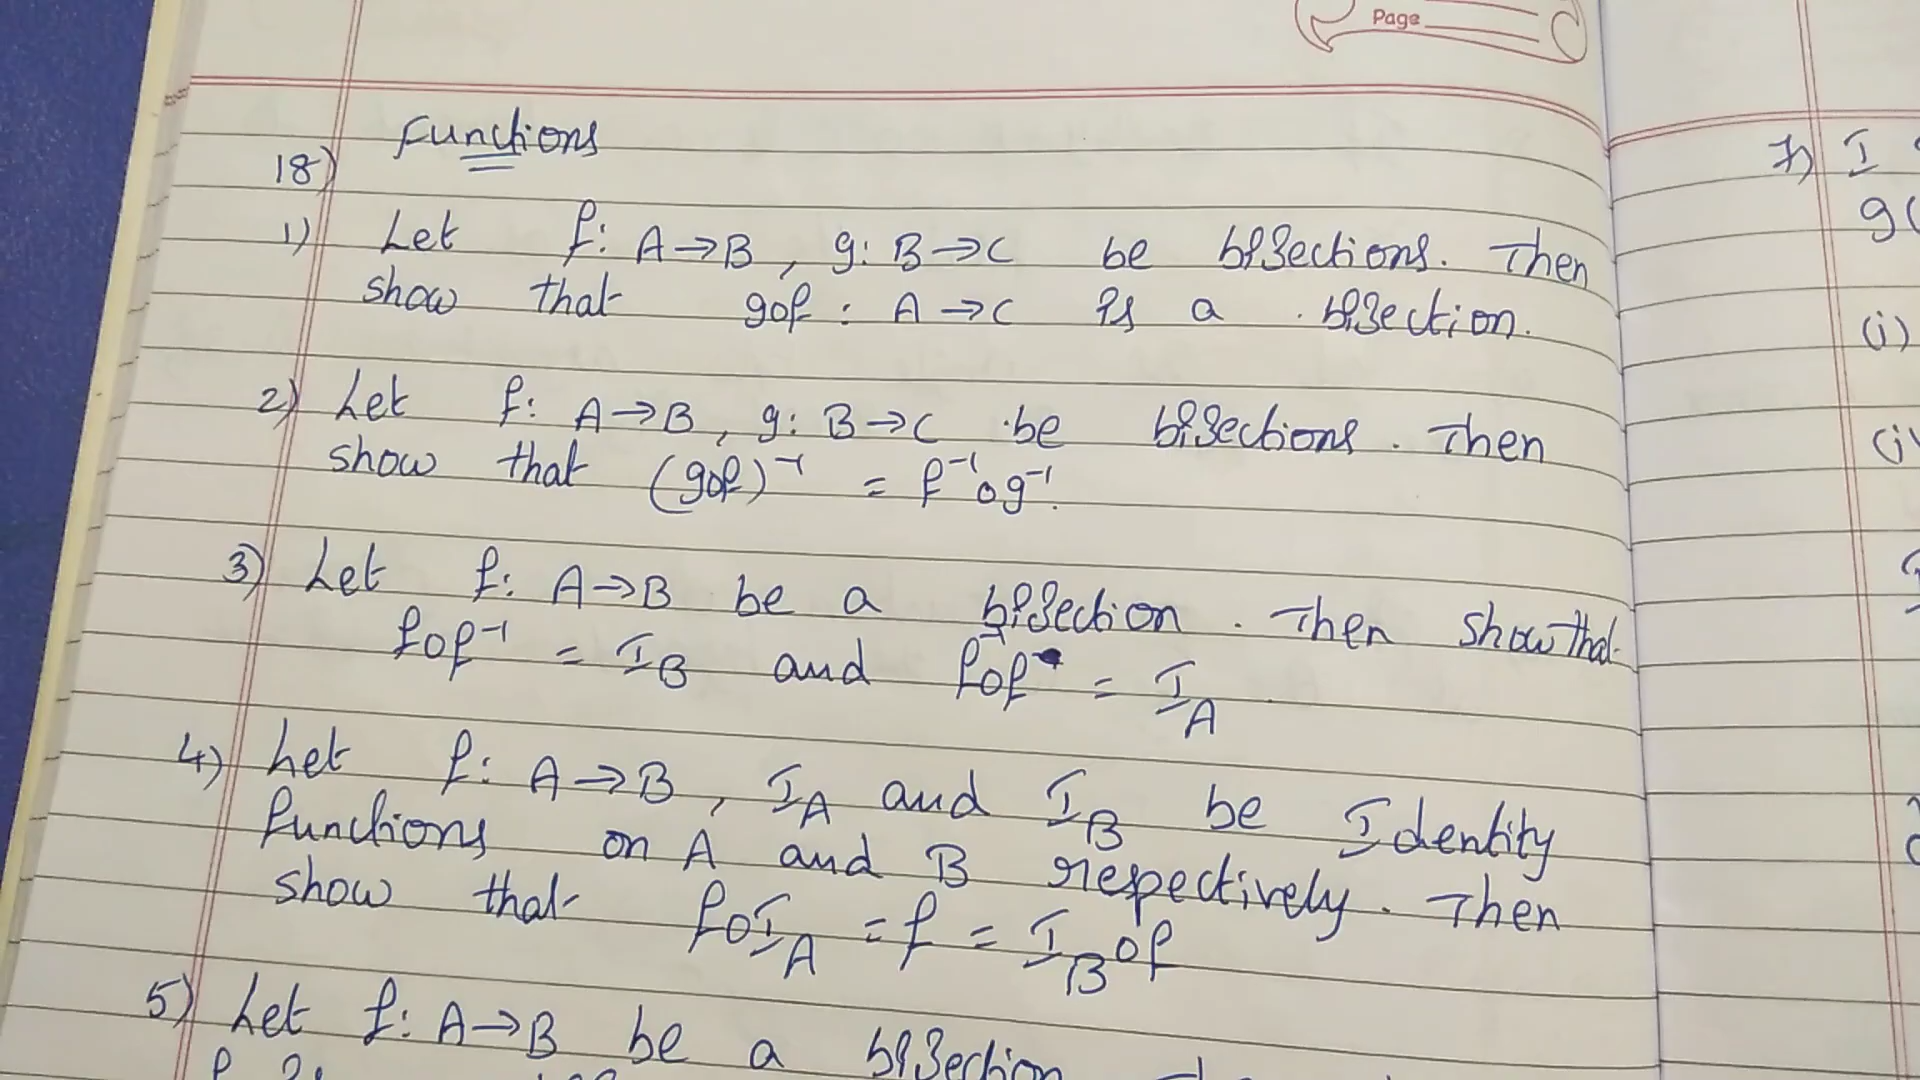 Page
Functions
18)
1) Let f: A→B, g: B→C be bijections. Then
show that gof : A→C is a bijection.
2) Let f: A→B, g: B→C be bijections. Then
show that (gof)⁻¹ = f⁻¹og⁻¹.
3) Let f: A→B be a bijection. Then show that
fof⁻¹ = I_B and f⁻¹of = I_A
4) Let f: A→B, I_A and I_B be Identity
functions on A and B respectively. Then
show that foI_A = f = I_Bof
5) Let f: A→B be a bijection
7) I
g(
(i)